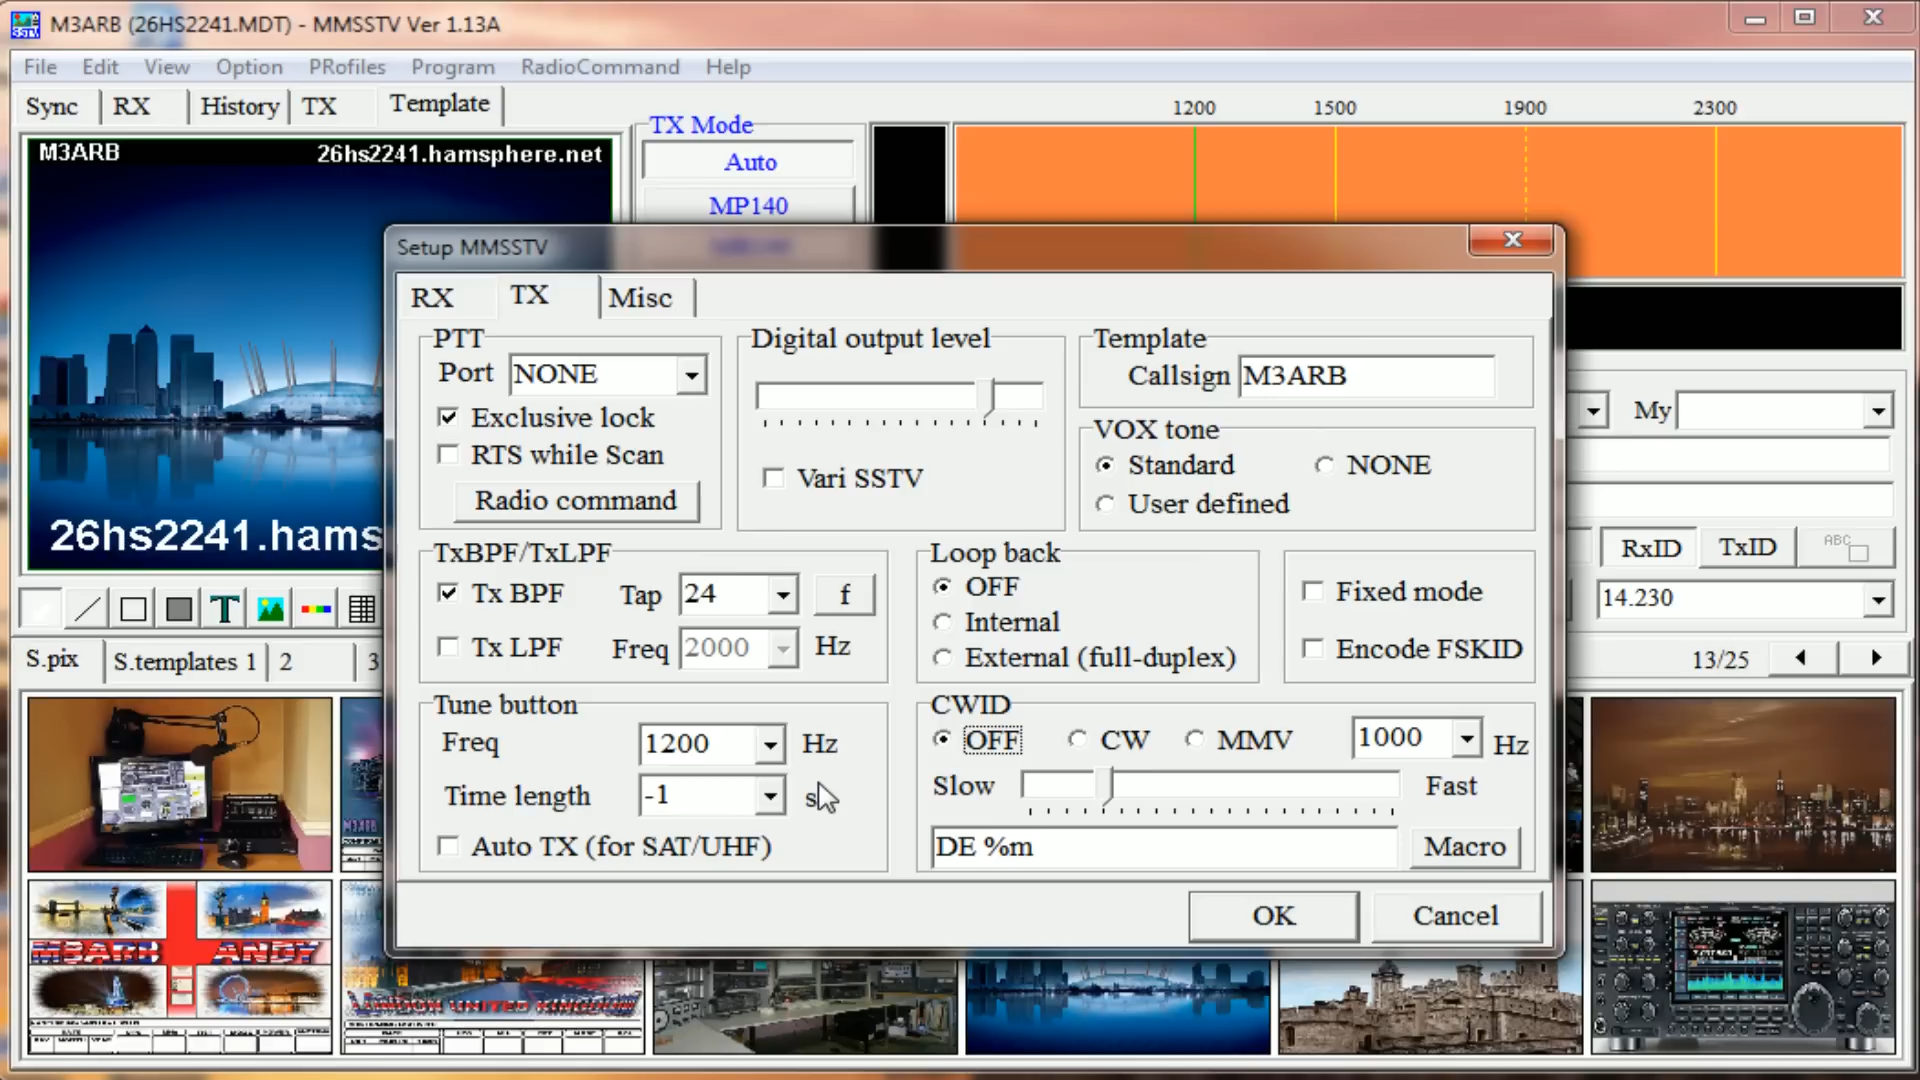 M3ARB (26HS2241.MDT) - MMSSTV Ver 1.13A
File Edit View Option PRofiles Program RadioCommand Help
Sync RX History TX Template
TX Mode
Auto
MP140
1200 1500 1900 2300
M3ARB 26hs2241.hamsphere.net
26hs2241.hams
Setup MMSSTV
RX TX Misc
PTT
Port NONE
Exclusive lock
RTS while Scan
Radio command
Digital output level
Vari SSTV
Template
Callsign M3ARB
VOX tone
Standard NONE
User defined
TxBPF/TxLPF
Tx BPF Tap 24 f
Tx LPF Freq 2000 Hz
Loop back
OFF
Internal
External (full-duplex)
Fixed mode
Encode FSKID
Tune button
Freq 1200 Hz
Time length -1 s
Auto TX (for SAT/UHF)
CWID
OFF CW MMV 1000 Hz
Slow Fast
DE %m Macro
OK Cancel
My
RxID TxID ABC
14.230
T
S.pix S.templates 1 2 3
13/25
M3ARB ANDY
LONDON UNITED KINGDOM